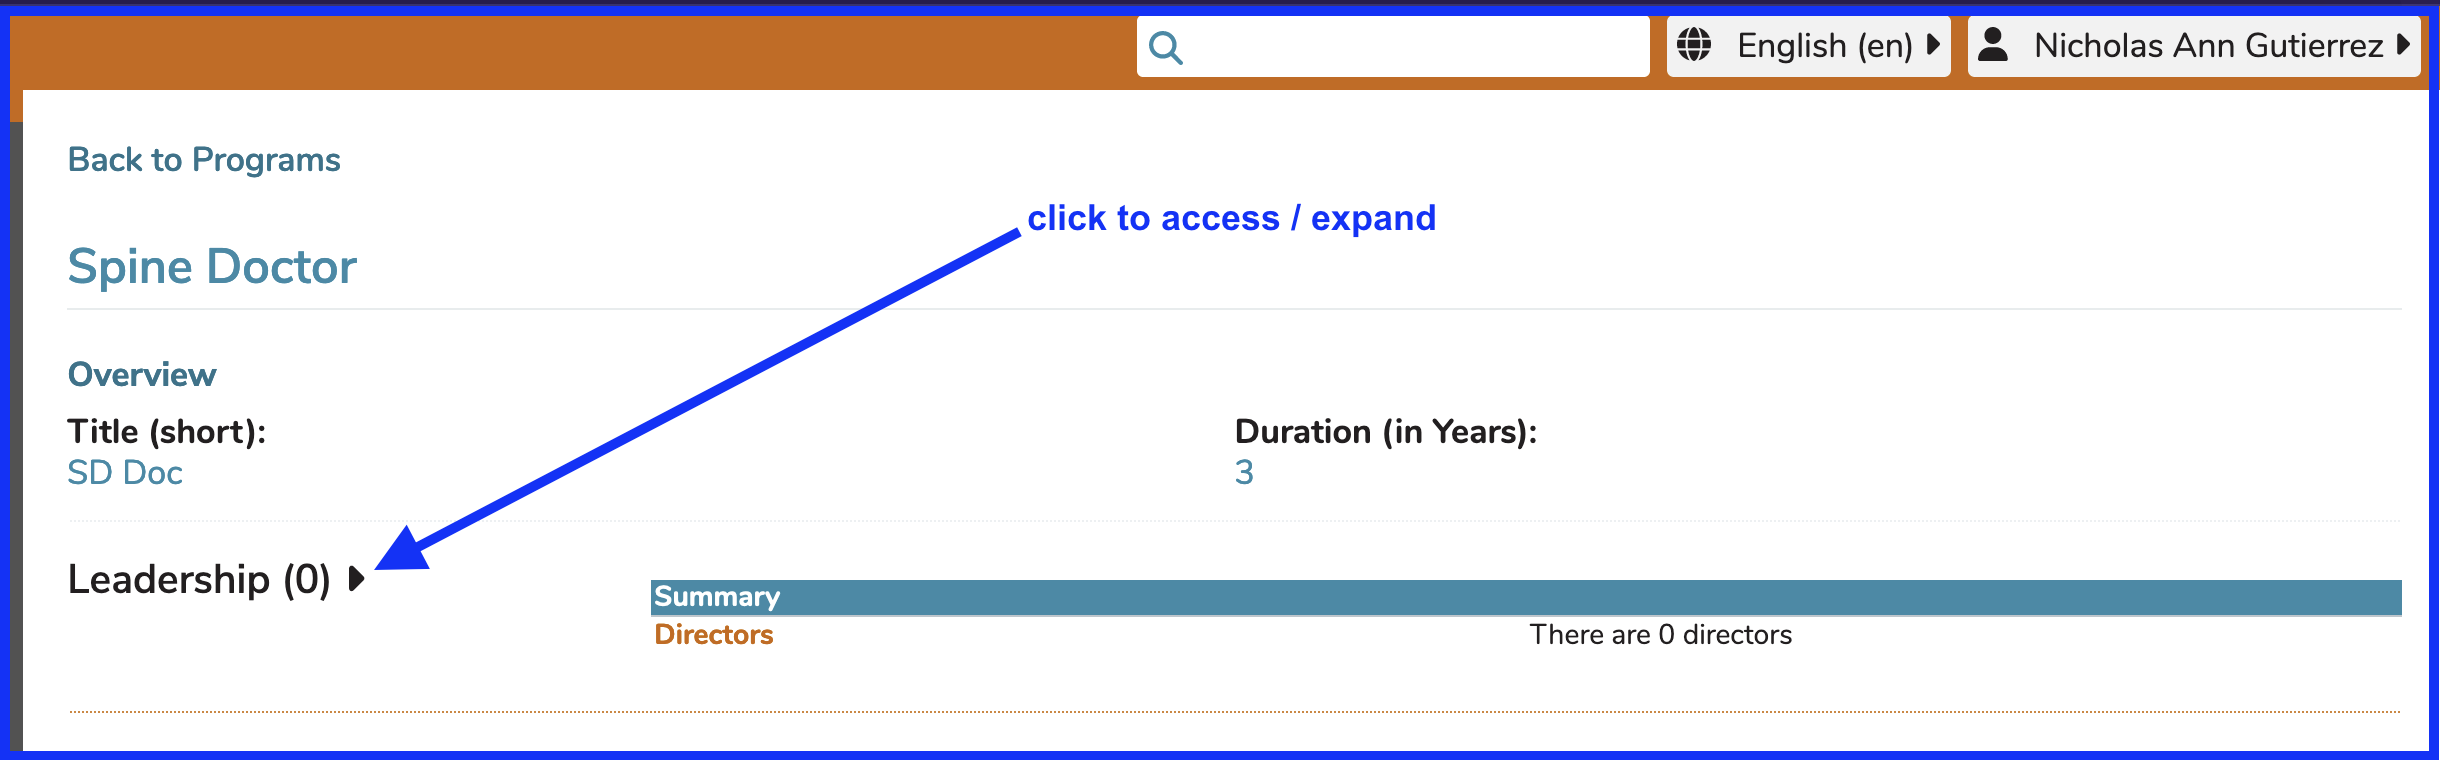 English (en)
Nicholas Ann Gutierrez
Back to Programs
click to access / expand
Spine Doctor
Overview
Title (short):
SD Doc
Duration (in Years):
3
Leadership (0)
Summary
Directors
There are 0 directors